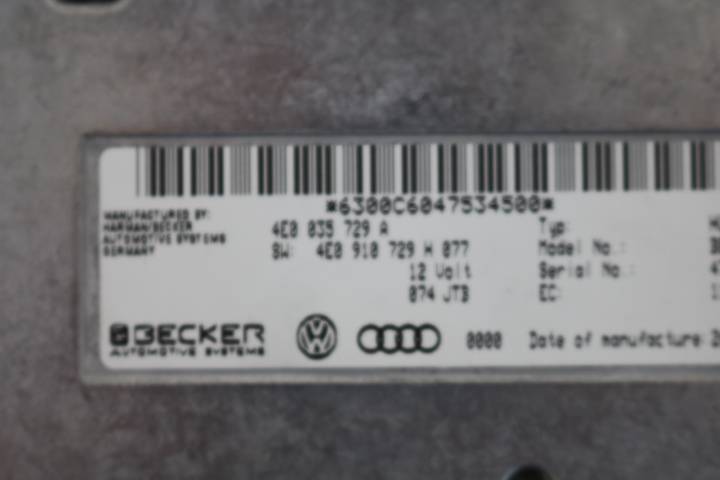 *6300C6047534500*
MANUFACTURED BY:
HARMAN/BECKER
AUTOMOTIVE SYSTEMS
GERMANY
4E0 035 729 A
SW: 4E0 910 729 H 077
12 Volt
074 JTB
Typ:
Model No.:
Serial No.:
EC:
BECKER
AUTOMOTIVE SYSTEMS
0000
Date of manufacture: